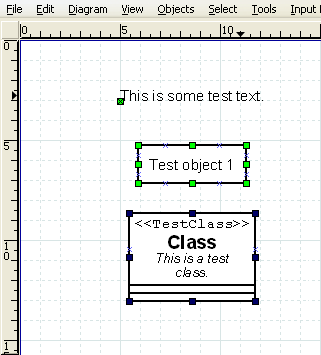 File Edit Diagram View Objects Select Tools Input
0 5 10
0
This is some test text.
5
Test object 1
<<TestClass>>
Class
This is a test
class.
10
1